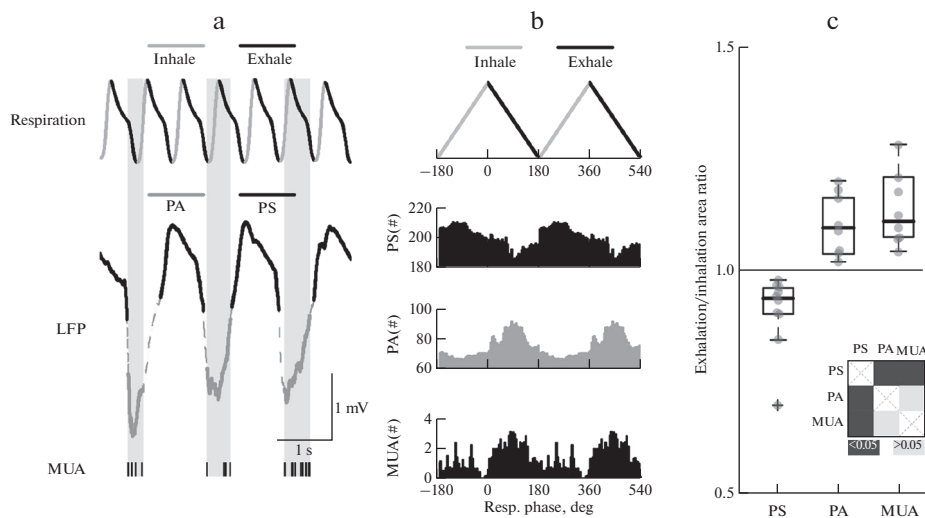 a
Inhale Exhale
Respiration
PA PS
LFP
1 mV
1 s
MUA
b
Inhale Exhale
−180 0 180 360 540
PS(#)
220
200
180
PA(#)
100
80
60
MUA(#)
4
2
0
−180 0 180 360 540
Resp. phase, deg
c
Exhalation/inhalation area ratio
1.5
1.0
0.5
PS PA MUA
PS
PA
MUA
<0.05 >0.05
PS PA MUA